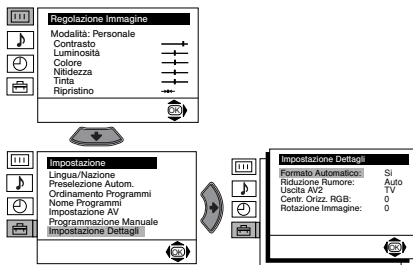 Regolazione Immagine
Modalità: Personale
Contrasto
Luminosità
Colore
Nitidezza
Tinta
Ripristino
OK
Impostazione
Lingua/Nazione
Preselezione Autom.
Ordinamento Programmi
Nome Programmi
Impostazione AV
Programmazione Manuale
Impostazione Dettagli
OK
Impostazione Dettagli
Formato Automatico: Si
Riduzione Rumore: Auto
Uscita AV2 TV
Centr. Orizz. RGB: 0
Rotazione Immagine: 0
OK